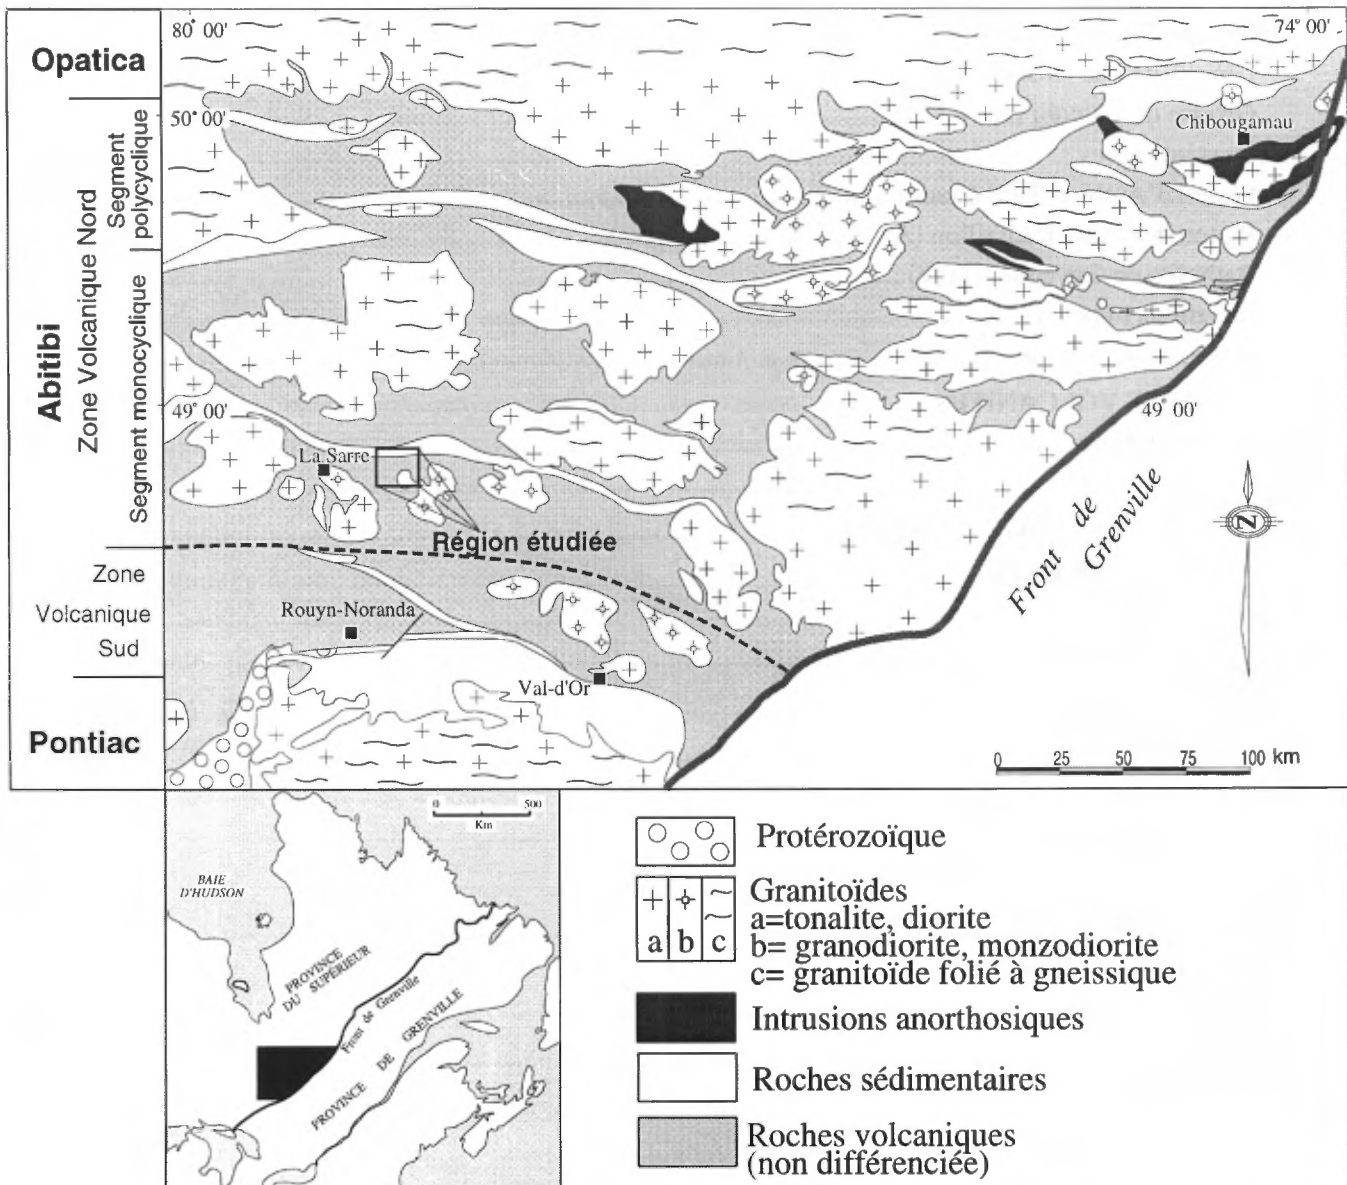 80° 00'
74° 00'
Opatica
50° 00'
Chibougamau
Abitibi
Zone Volcanique Nord
Segment polycyclique
Segment monocyclique
49° 00'
49° 00'
La Sarre
Région étudiée
Front de Grenville
N
Zone
Volcanique
Sud
Rouyn-Noranda
Val-d'Or
Pontiac
0 25 50 75 100 km
0 500
Km
BAIE
D'HUDSON
PROVINCE
DU SUPÉRIEUR
Front de Grenville
PROVINCE DE GRENVILLE
Protérozoïque
a b c
Granitoïdes
a=tonalite, diorite
b= granodiorite, monzodiorite
c= granitoïde folié à gneissique
Intrusions anorthosiques
Roches sédimentaires
Roches volcaniques
(non différenciée)